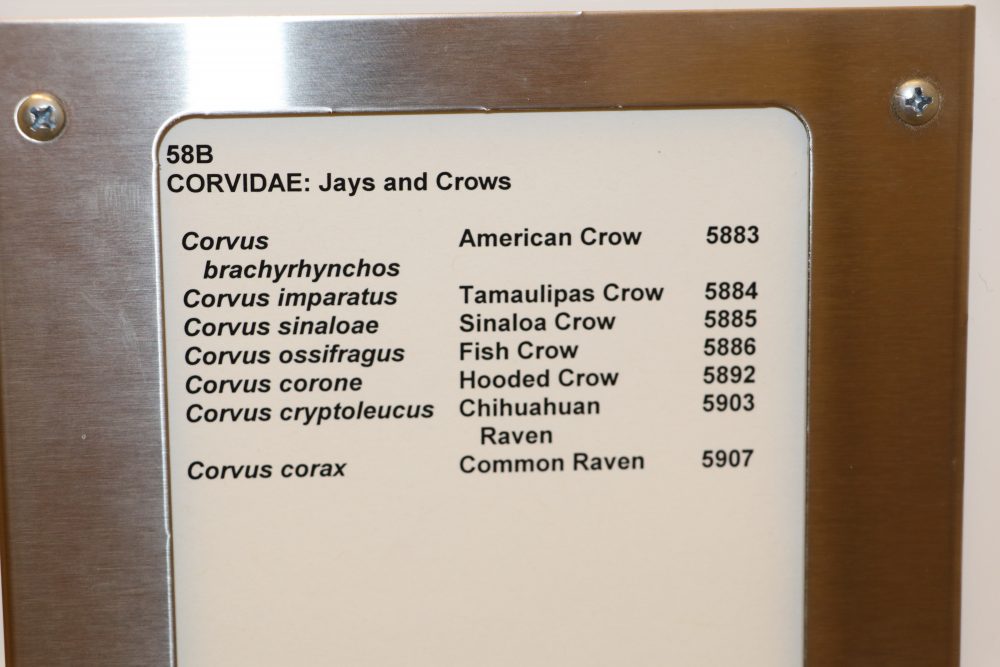 58B
CORVIDAE: Jays and Crows
Corvus American Crow 5883
brachyrhynchos
Corvus imparatus Tamaulipas Crow 5884
Corvus sinaloae Sinaloa Crow 5885
Corvus ossifragus Fish Crow 5886
Corvus corone Hooded Crow 5892
Corvus cryptoleucus Chihuahuan 5903
Raven
Corvus corax Common Raven 5907